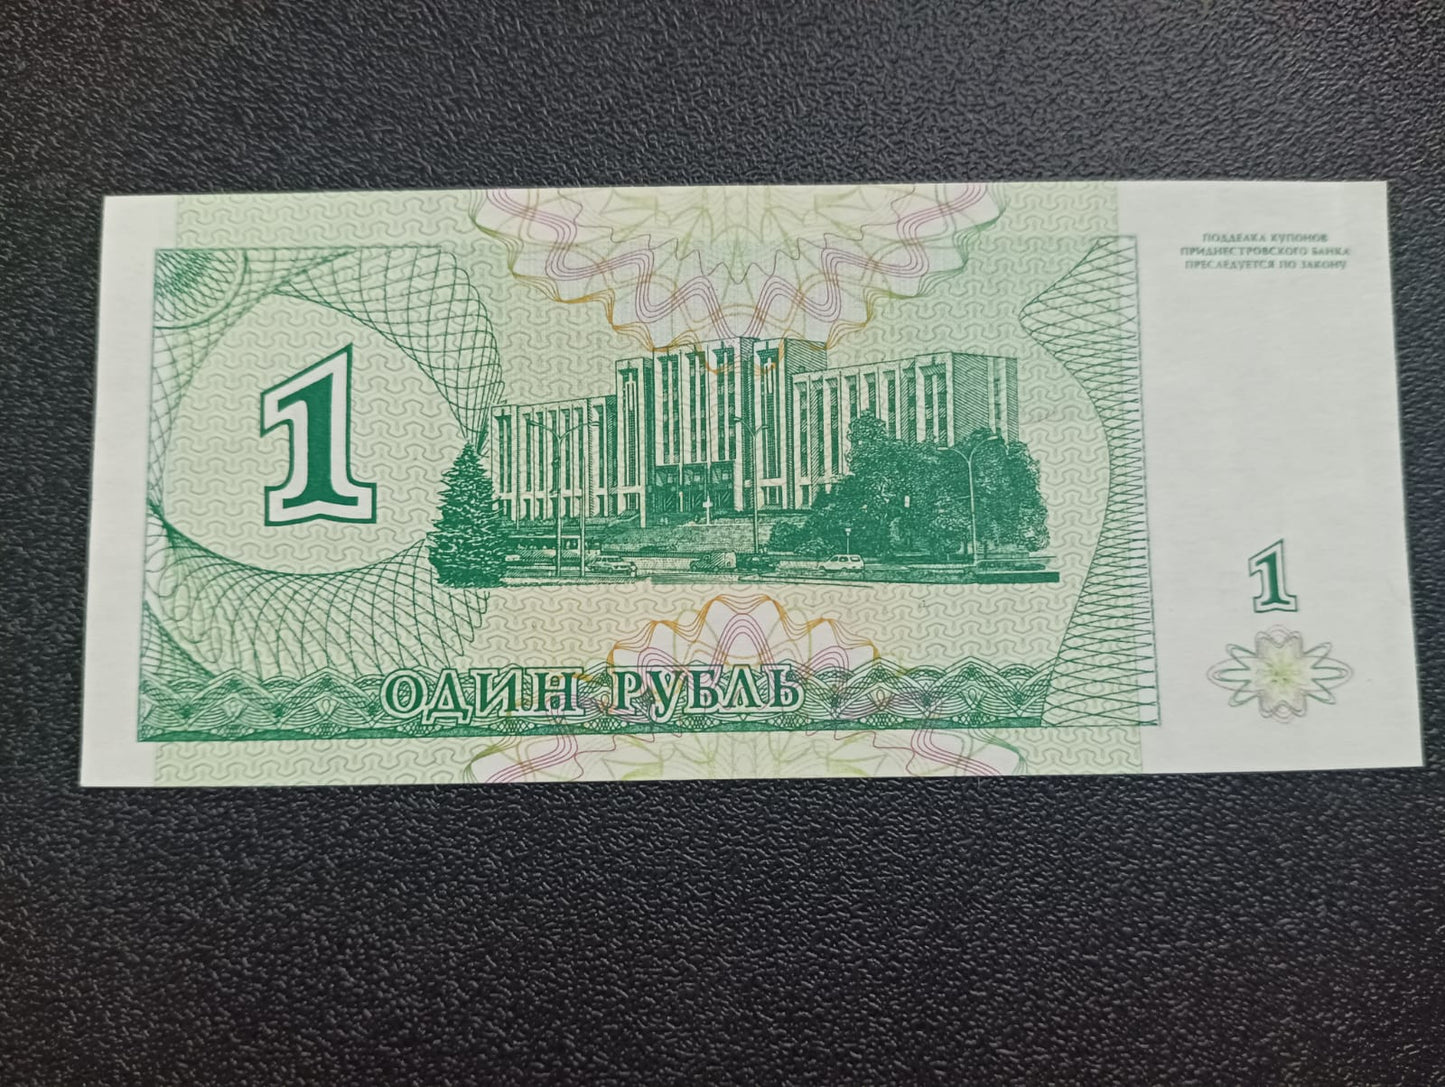 ПОДДЕЛКА КУПОНОВ
ПРИДНЕСТРОВСКОГО БАНКА
ПРЕСЛЕДУЕТСЯ ПО ЗАКОНУ
1
1
ОДИН РУБЛЬ